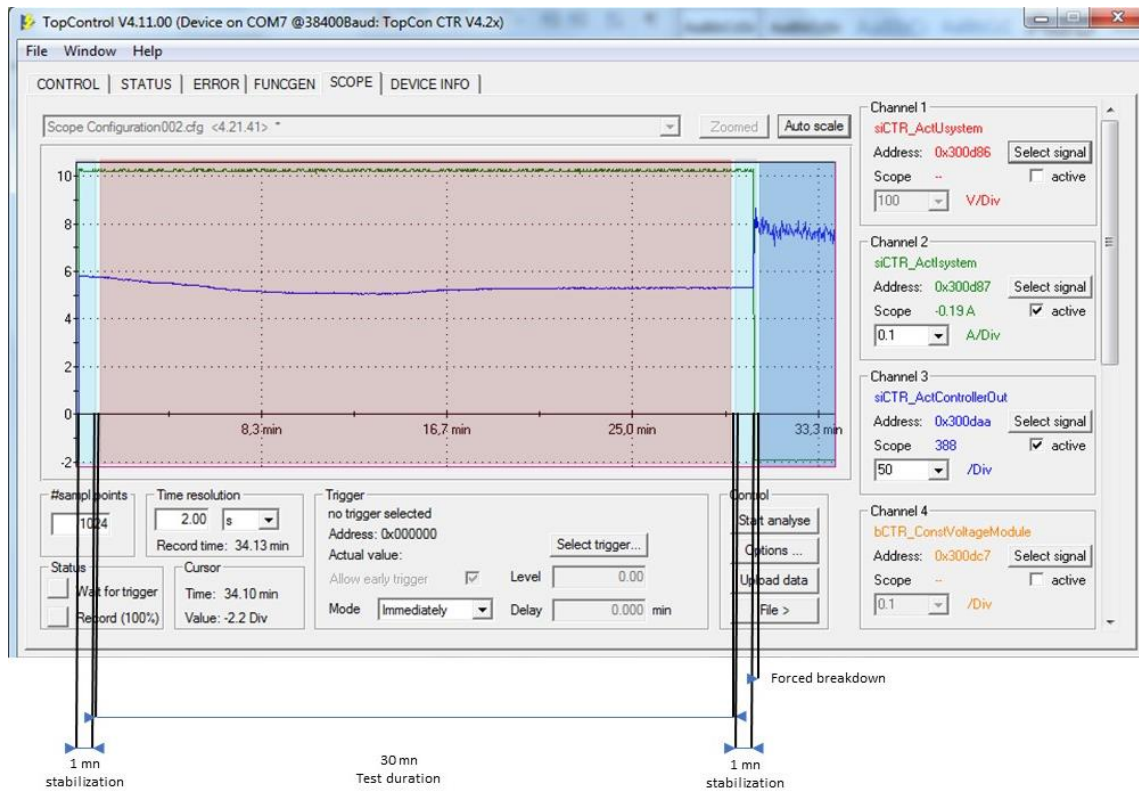 TopControl V4.11.00 (Device on COM7 @38400Baud: TopCon CTR V4.2x)
File Window Help
CONTROL STATUS ERROR FUNCGEN SCOPE DEVICE INFO
Scope Configuration002.cfg <4.21.41> *
Zoomed
Auto scale
10
8
6
4
2
0
-2
8,3 min
16,7 min
25,0 min
33,3 min
Channel 1
siCTR_ActUsystem
Address: 0x300d86 Select signal
Scope -- active
100 V/Div
Channel 2
siCTR_ActIsystem
Address: 0x300d87 Select signal
Scope -0.19 A active
0.1 A/Div
Channel 3
siCTR_ActControllerOut
Address: 0x300daa Select signal
Scope 388 active
50 /Div
Channel 4
bCTR_ConstVoltageModule
Address: 0x300dc7 Select signal
Scope -- active
0.1 /Div
#sampl points
1024
Time resolution
2.00 s
Record time: 34.13 min
Status
Wait for trigger
Record (100%)
Cursor
Time: 34.10 min
Value: -2.2 Div
Trigger
no trigger selected
Address: 0x000000
Actual value:
Select trigger...
Allow early trigger
Level 0.00
Mode Immediately
Delay 0.000 min
Control
Start analyse
Options ...
Upload data
File >
Forced breakdown
1 mn
stabilization
30 mn
Test duration
1 mn
stabilization